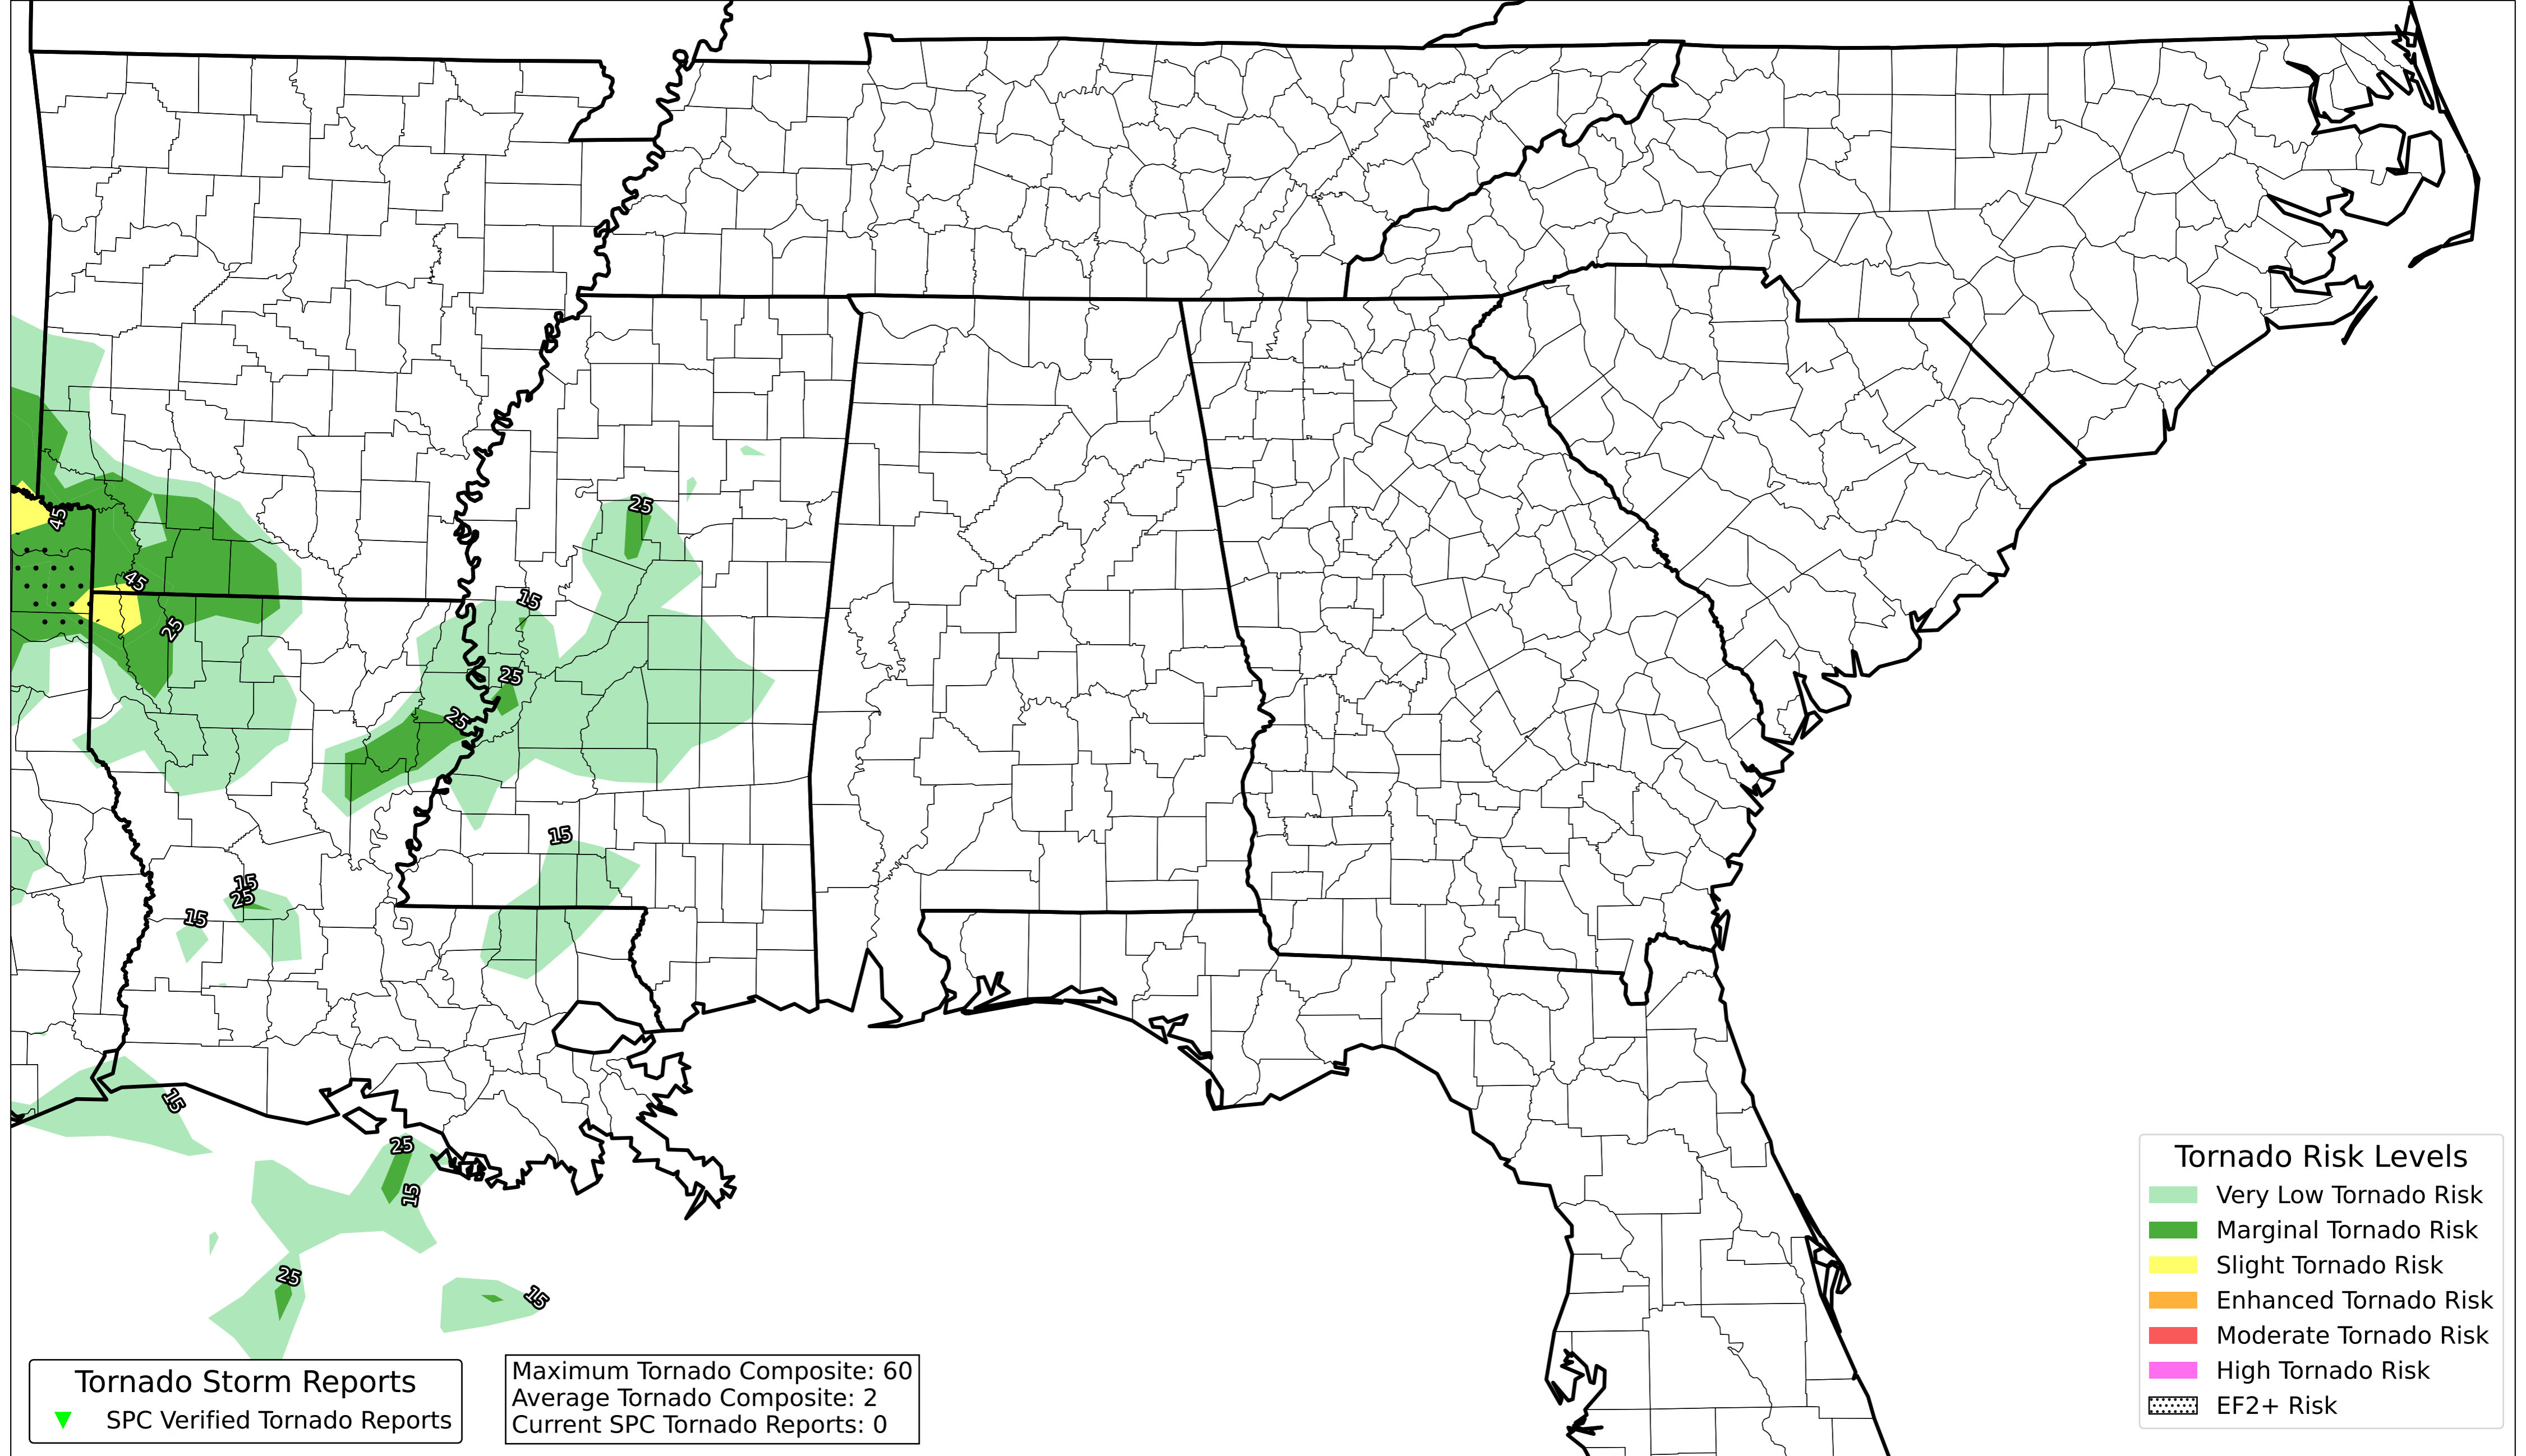 25
45
45
15
25
25
25
15
15
25
15
15
25
15
25
15
Tornado Risk Levels
Very Low Tornado Risk
Marginal Tornado Risk
Slight Tornado Risk
Enhanced Tornado Risk
Moderate Tornado Risk
High Tornado Risk
EF2+ Risk
Tornado Storm Reports
SPC Verified Tornado Reports
Maximum Tornado Composite: 60
Average Tornado Composite: 2
Current SPC Tornado Reports: 0